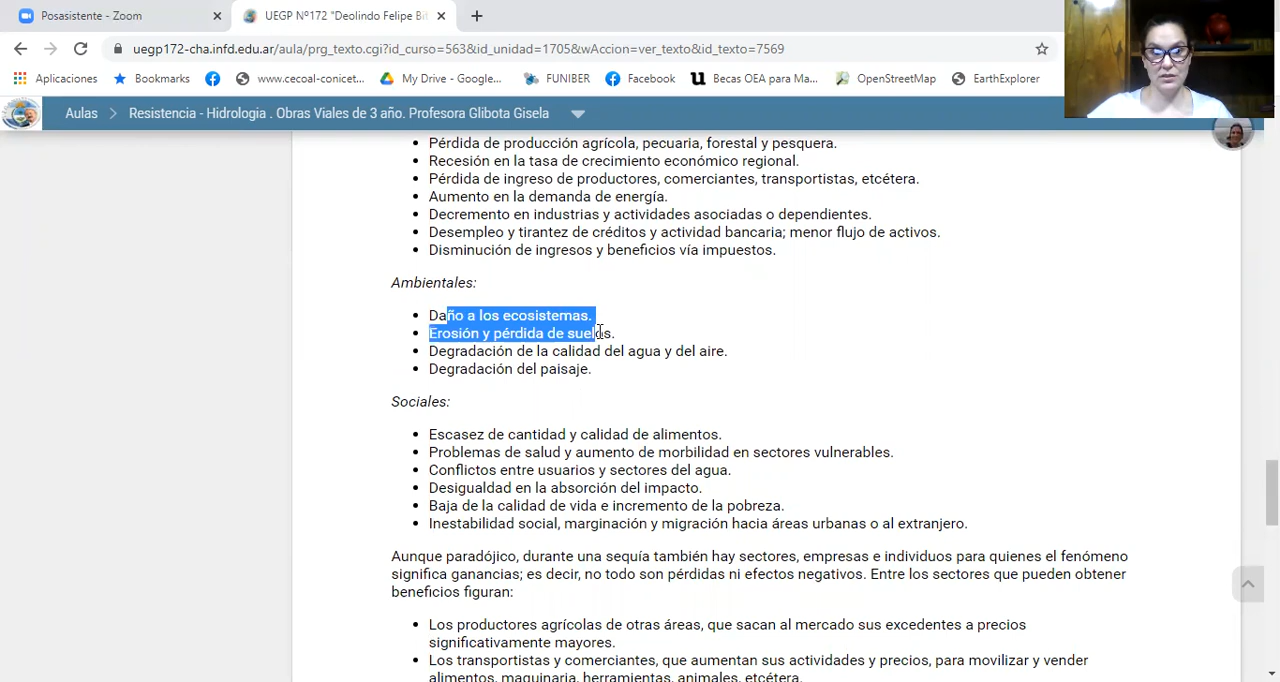 Posasistente - Zoom
UEGP Nº172 "Deolindo Felipe Bi
uegp172-cha.infd.edu.ar/aula/prg_texto.cgi?id_curso=563&id_unidad=1705&wAccion=ver_texto&id_texto=7569
Aplicaciones Bookmarks www.cecoal-conicet... My Drive - Google... FUNIBER Facebook Becas OEA para Ma... OpenStreetMap EarthExplorer
Aulas Resistencia - Hidrologia . Obras Viales de 3 año. Profesora Glibota Gisela
• Pérdida de producción agrícola, pecuaria, forestal y pesquera.
• Recesión en la tasa de crecimiento económico regional.
• Pérdida de ingreso de productores, comerciantes, transportistas, etcétera.
• Aumento en la demanda de energía.
• Decremento en industrias y actividades asociadas o dependientes.
• Desempleo y tirantez de créditos y actividad bancaria; menor flujo de activos.
• Disminución de ingresos y beneficios vía impuestos.
Ambientales:
• Daño a los ecosistemas.
• Erosión y pérdida de suelos.
• Degradación de la calidad del agua y del aire.
• Degradación del paisaje.
Sociales:
• Escasez de cantidad y calidad de alimentos.
• Problemas de salud y aumento de morbilidad en sectores vulnerables.
• Conflictos entre usuarios y sectores del agua.
• Desigualdad en la absorción del impacto.
• Baja de la calidad de vida e incremento de la pobreza.
• Inestabilidad social, marginación y migración hacia áreas urbanas o al extranjero.
Aunque paradójico, durante una sequía también hay sectores, empresas e individuos para quienes el fenómeno
significa ganancias; es decir, no todo son pérdidas ni efectos negativos. Entre los sectores que pueden obtener
beneficios figuran:
• Los productores agrícolas de otras áreas, que sacan al mercado sus excedentes a precios
significativamente mayores.
• Los transportistas y comerciantes, que aumentan sus actividades y precios, para movilizar y vender
alimentos, maquinaria, herramientas, animales, etcétera.